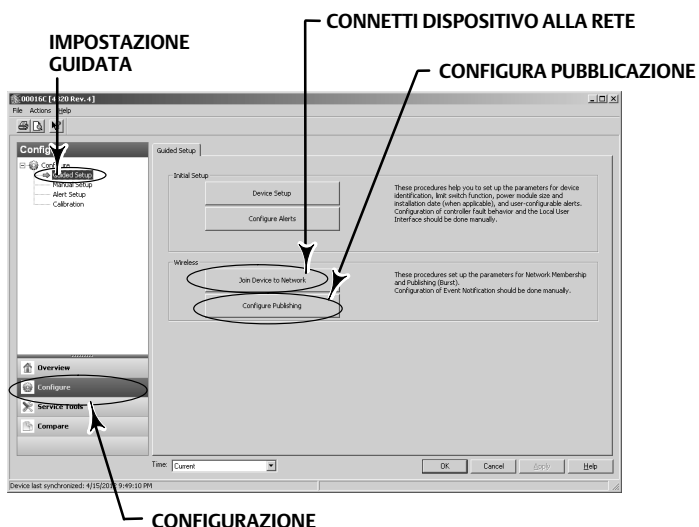 CONNETTI DISPOSITIVO ALLA RETE
IMPOSTAZIONE
GUIDATA
CONFIGURA PUBBLICAZIONE
00016C [4320 Rev. 4]
File Actions Help
Configure
Guided Setup
Configure
Guided Setup
Manual Setup
Alert Setup
Calibration
Initial Setup
Device Setup
Configure Alerts
These procedures help you to set up the parameters for device
identification, limit switch function, power module size and
installation date (when applicable), and user-configurable alerts.
Configuration of controller fault behavior and the Local User
Interface should be done manually.
Wireless
Join Device to Network
Configure Publishing
These procedures set up the parameters for Network Membership
and Publishing (Burst).
Configuration of Event Notification should be done manually.
Overview
Configure
Service Tools
Compare
Time: Current
OK Cancel Apply Help
Device last synchronized: 4/15/2012 9:49:10 PM
CONFIGURAZIONE